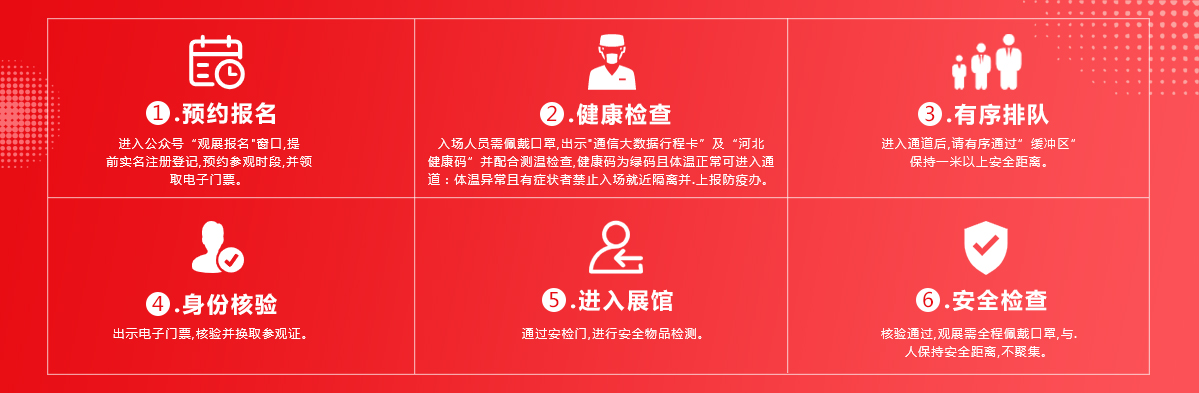 1.预约报名
进入公众号“观展报名"窗口,提
前实名注册登记,预约参观时段,并领
取电子门票。
2.健康检查
入场人员需佩戴口罩,出示"通信大数据行程卡”及“河北
健康码”并配合测温检查,健康码为绿码且体温正常可进入通
道：体温异常且有症状者禁止入场就近隔离并.上报防疫办。
3.有序排队
进入通道后,请有序通过”缓冲区”
保持一米以上安全距离。
4.身份核验
出示电子门票,核验并换取参观证。
5.进入展馆
通过安检门,进行安全物品检测。
6.安全检查
核验通过,观展需全程佩戴口罩,与.
人保持安全距离,不聚集。